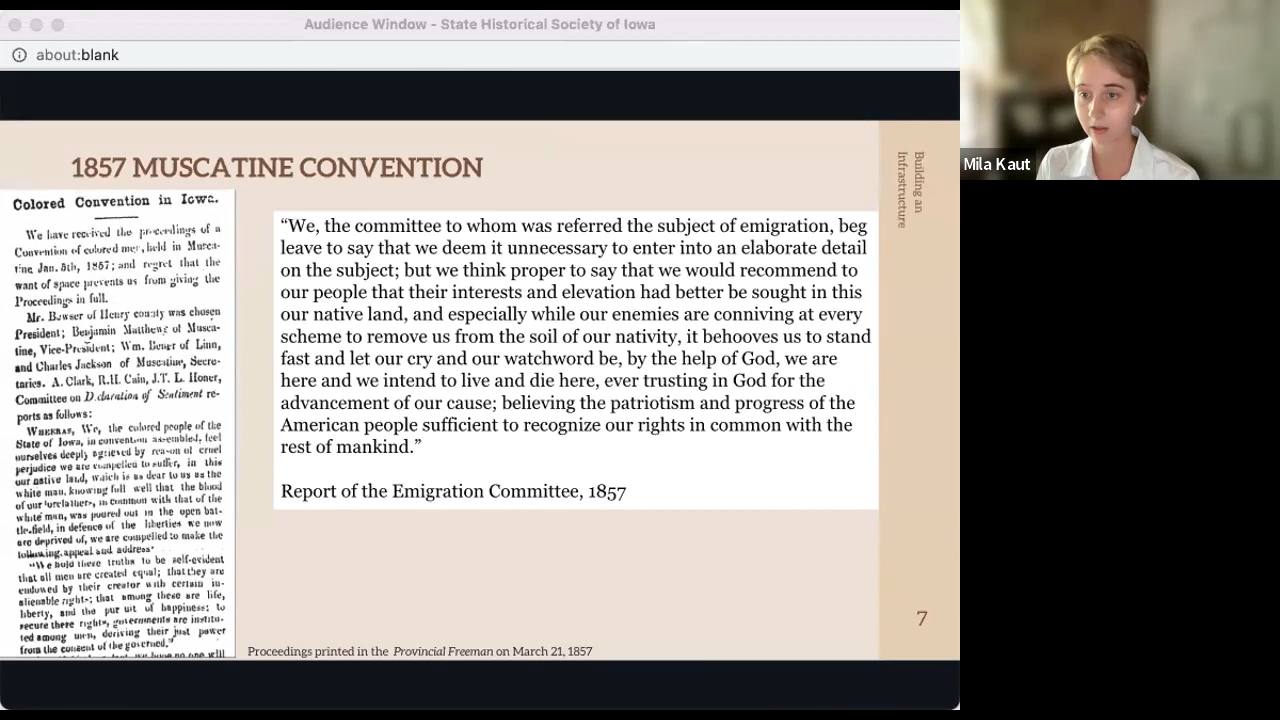 Audience Window - State Historical Society of Iowa
about:blank
1857 MUSCATINE CONVENTION
Colored Convention in Iowa.
We have received the proceedings of a
Convention of colored men, held in Musca-
tine Jan. 5th, 1857; and regret that the
want of space prevents us from giving the
Proceedings in full.
Mr. Bowser of Henry county was chosen
President; Benjamin Matthews of Musca-
tine, Vice-President; Wm. of Linn,
and Charles Jackson of Muscatine, Secre-
taries. A. Clark, R.H. Cain, J.T. L. Honer,
Committee on Declaration of Sentiment re-
ports as follows:
WHEREAS, We, the colored people of the
State of Iowa, in convention assembled, feel
ourselves deeply agrieved by reason of cruel
perjudice we are compelled to suffer, in this
our native land, which is as dear to us as the
white man, knowing full well that the blood
of our forefathers, in common with that of the
white man, was poured out in the open bat-
tle-field, in defence of the liberties we now
are deprived of, we are compelled to make the
following, appeal and address
"We hold these truths to be self-evident
that all men are created equal; that they are
endowed by their creator with certain in-
alienable rights; that among these are life,
liberty, and the pursuit of happiness; to
secure there rights, governments are institu-
ted among men, deriving their just power
from the consent of the governed."
“We, the committee to whom was referred the subject of emigration, beg
leave to say that we deem it unnecessary to enter into an elaborate detail
on the subject; but we think proper to say that we would recommend to
our people that their interests and elevation had better be sought in this
our native land, and especially while our enemies are conniving at every
scheme to remove us from the soil of our nativity, it behooves us to stand
fast and let our cry and our watchword be, by the help of God, we are
here and we intend to live and die here, ever trusting in God for the
advancement of our cause; believing the patriotism and progress of the
American people sufficient to recognize our rights in common with the
rest of mankind.”
Report of the Emigration Committee, 1857
Proceedings printed in the Provincial Freeman on March 21, 1857
Building an
Infrastructure
7
Mila Kaut